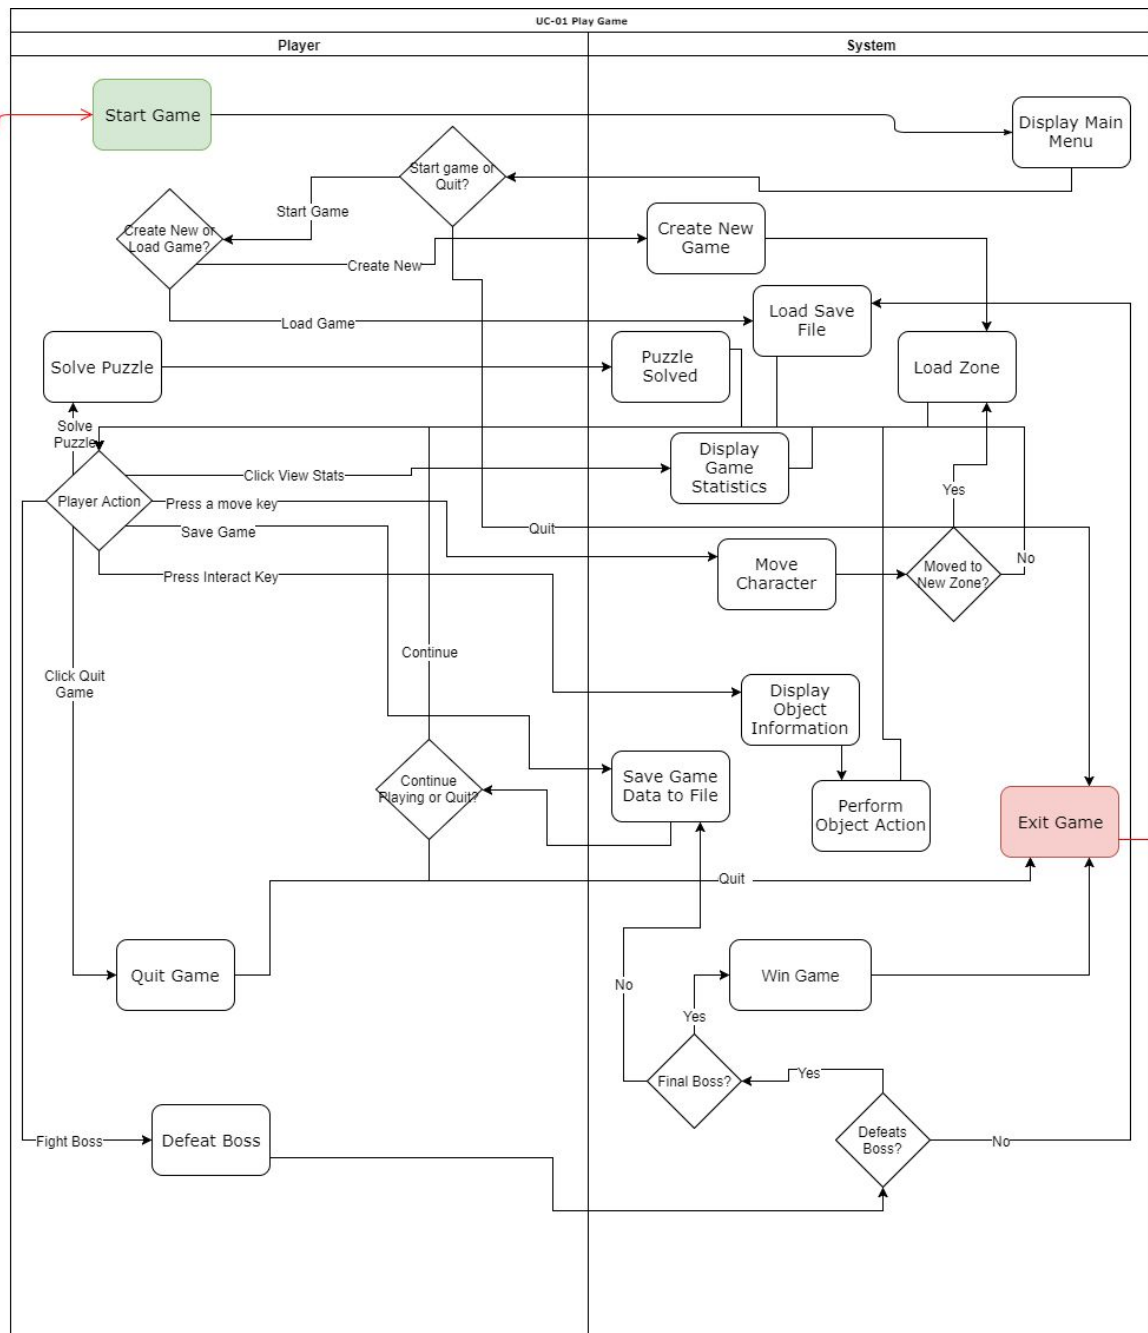 UC-01 Play Game
Player
System
Start Game
Display Main
Menu
Start game or
Quit?
Start Game
Create New or
Load Game?
Create New
Create New
Game
Load Game
Load Save
File
Solve Puzzle
Puzzle
Solved
Load Zone
Solve
Puzzle
Player Action
Click View Stats
Display
Game
Statistics
Press a move key
Save Game
Quit
Yes
No
Move
Character
Moved to
New Zone?
Press Interact Key
Continue
Click Quit
Game
Display
Object
Information
Continue
Playing or Quit?
Save Game
Data to File
Perform
Object Action
Exit Game
Quit
Quit Game
No
Win Game
Yes
Final Boss?
Yes
Defeats
Boss?
No
Fight Boss
Defeat Boss